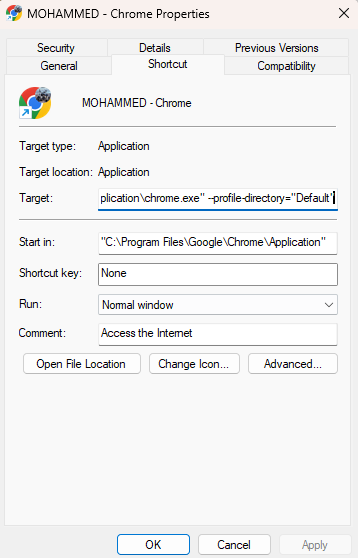 MOHAMMED - Chrome Properties
Security Details Previous Versions
General Shortcut Compatibility
MOHAMMED - Chrome
Target type: Application
Target location: Application
Target: plication\chrome.exe" --profile-directory="Default"
Start in: "C:\Program Files\Google\Chrome\Application"
Shortcut key: None
Run: Normal window
Comment: Access the Internet
Open File Location Change Icon... Advanced...
OK Cancel Apply